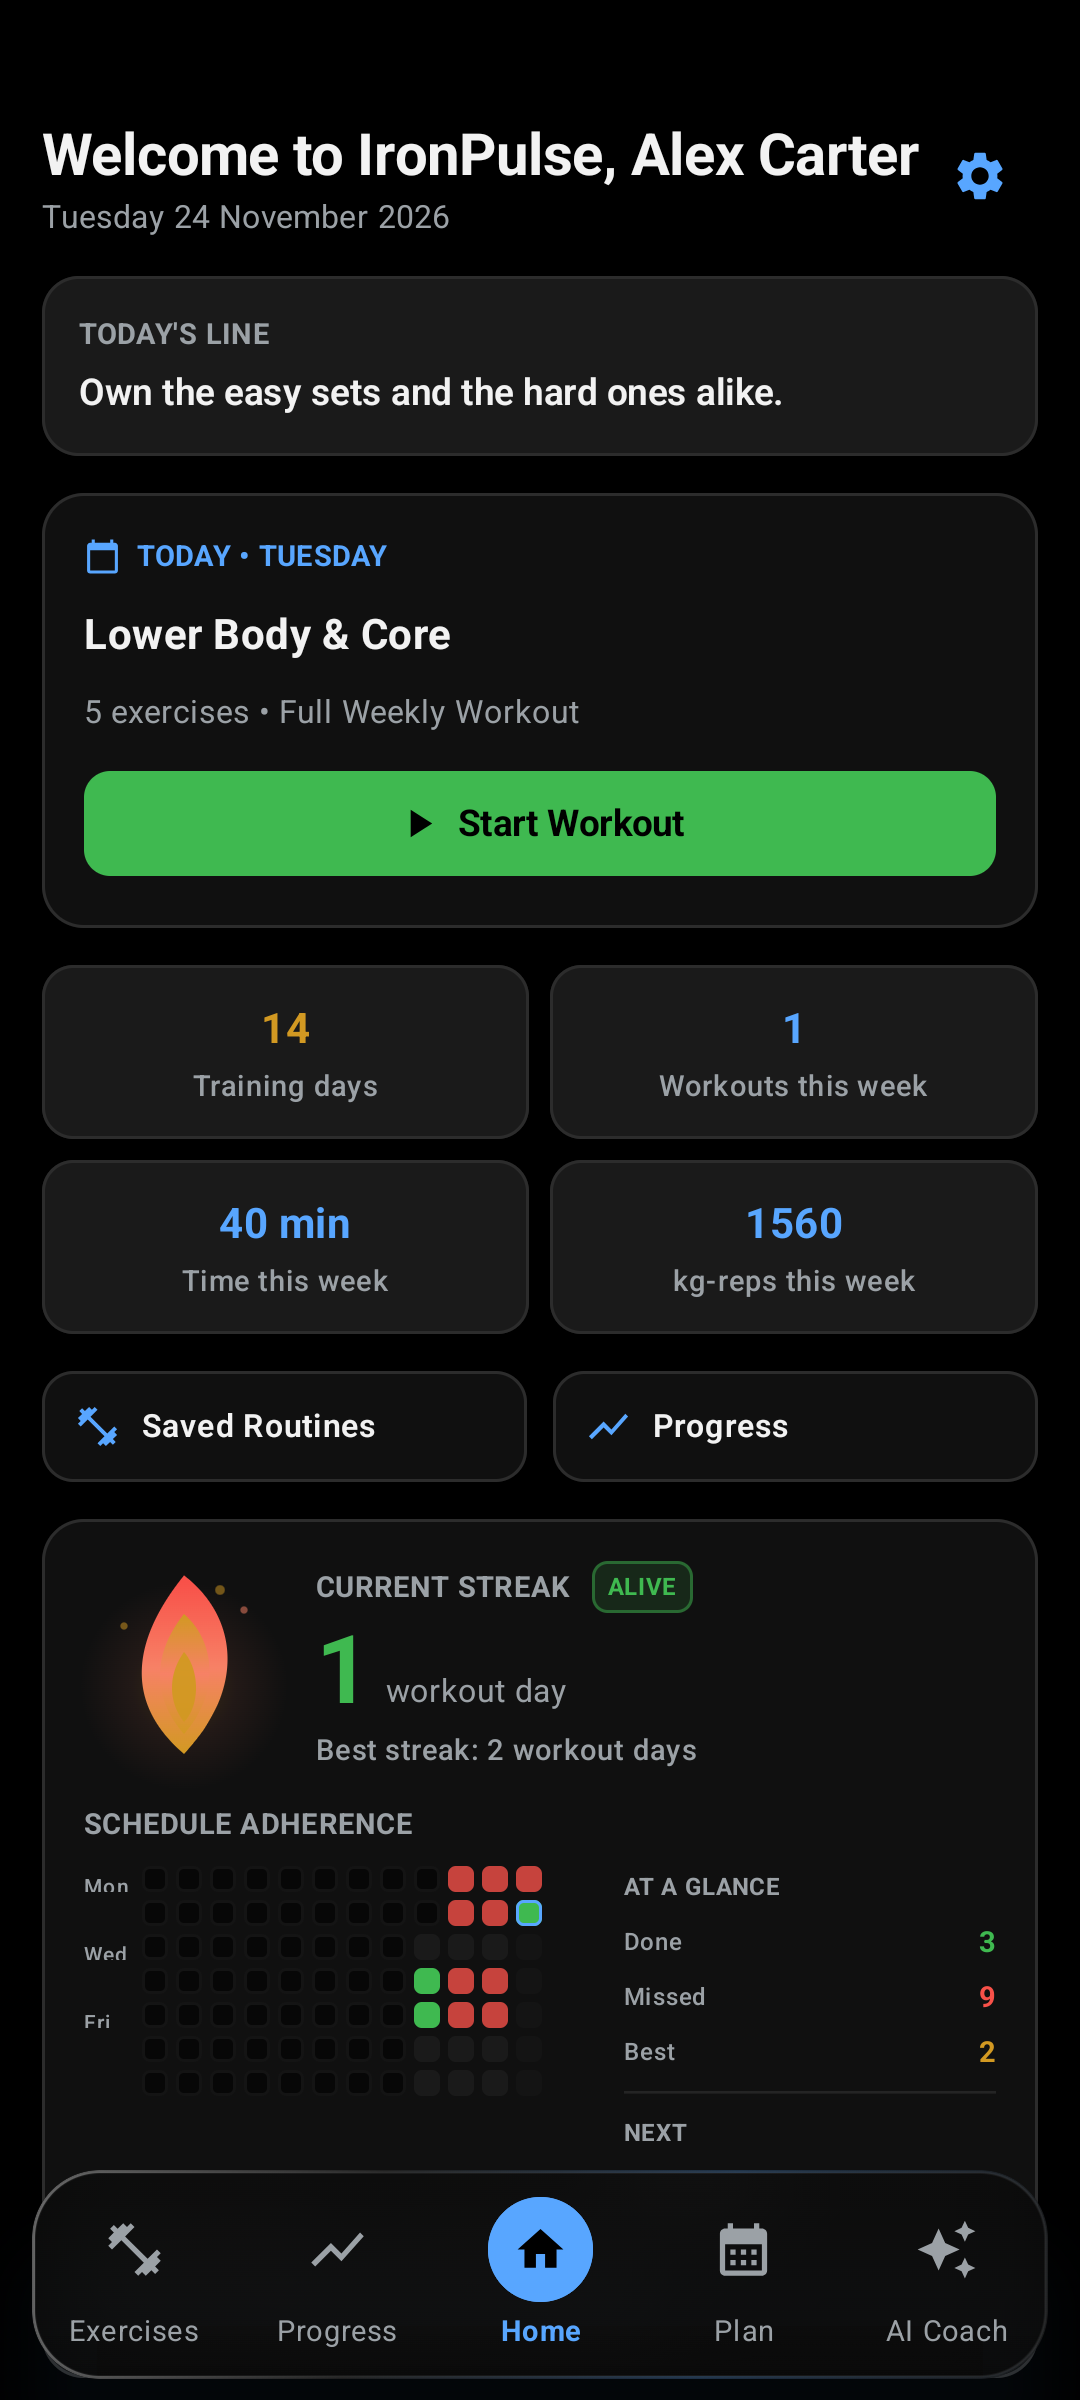 Welcome to IronPulse, Alex Carter
Tuesday 24 November 2026
TODAY'S LINE
Own the easy sets and the hard ones alike.
TODAY • TUESDAY
Lower Body & Core
5 exercises • Full Weekly Workout
Start Workout
14
Training days
1
Workouts this week
40 min
Time this week
1560
kg-reps this week
Saved Routines
Progress
CURRENT STREAK
ALIVE
1 workout day
Best streak: 2 workout days
SCHEDULE ADHERENCE
Mon
Wed
Fri
AT A GLANCE
Done 3
Missed 9
Best 2
NEXT
Exercises
Progress
Home
Plan
AI Coach